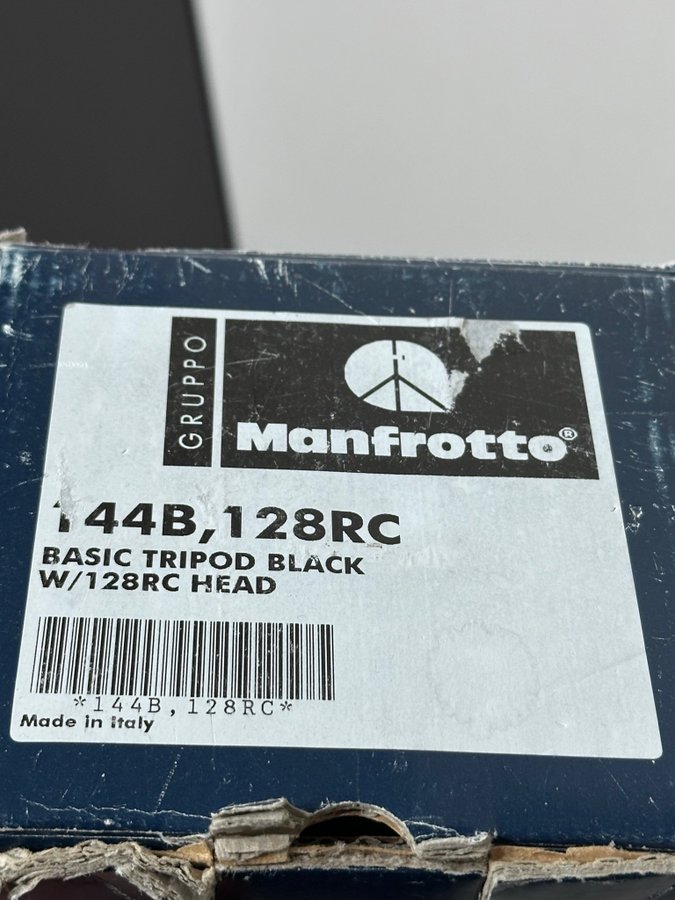 GRUPPO
Manfrotto®
144B,128RC
BASIC TRIPOD BLACK
W/128RC HEAD
*144B,128RC*
Made in Italy